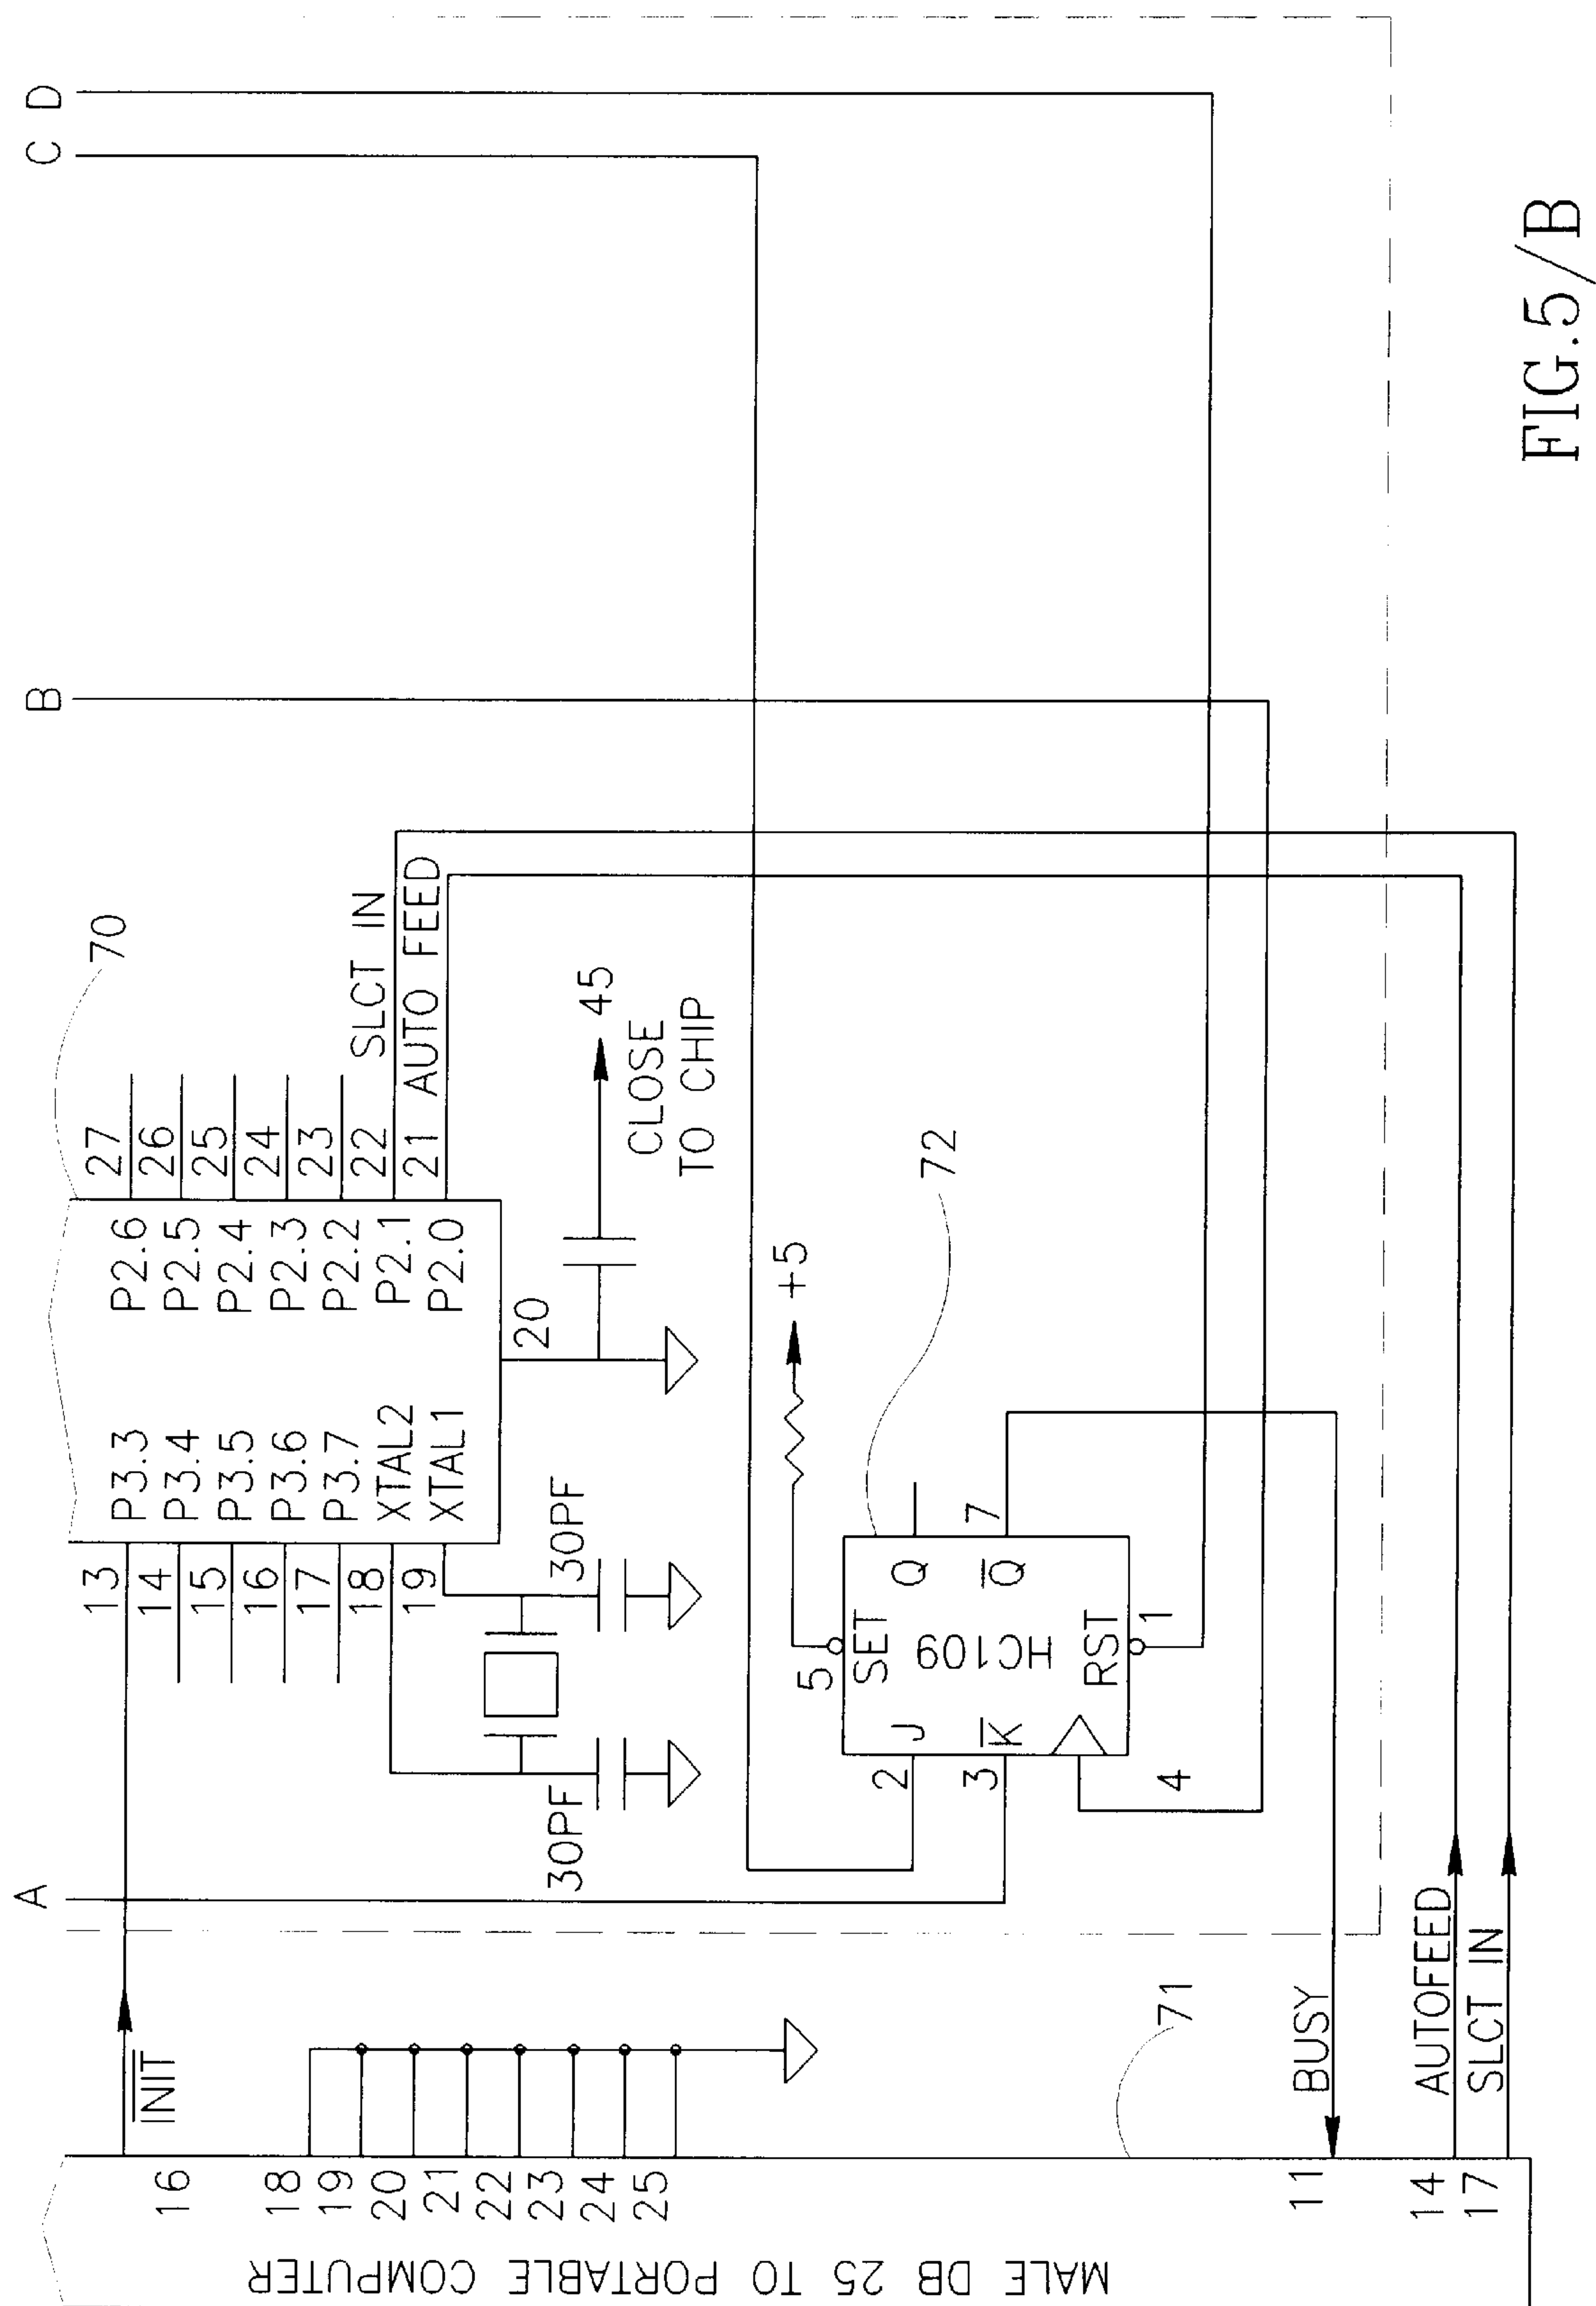 A
B
C
D
70
INIT
13
14
15
16
17
18
19
P3.3
P3.4
P3.5
P3.6
P3.7
XTAL2
XTAL1
P2.6
P2.5
P2.4
P2.3
P2.2
P2.1
P2.0
27
26
25
24
23
22
21
SLCT IN
AUTO FEED
20
45
CLOSE
TO CHIP
30PF
30PF
16
18
19
20
21
22
23
24
25
MALE DB 25 TO PORTABLE COMPUTER
71
+5
72
5
SET
2
J
Q
3
K
Q
7
HC109
4
RST
1
11
BUSY
14
AUTOFEED
17
SLCT IN
FIG.5/B